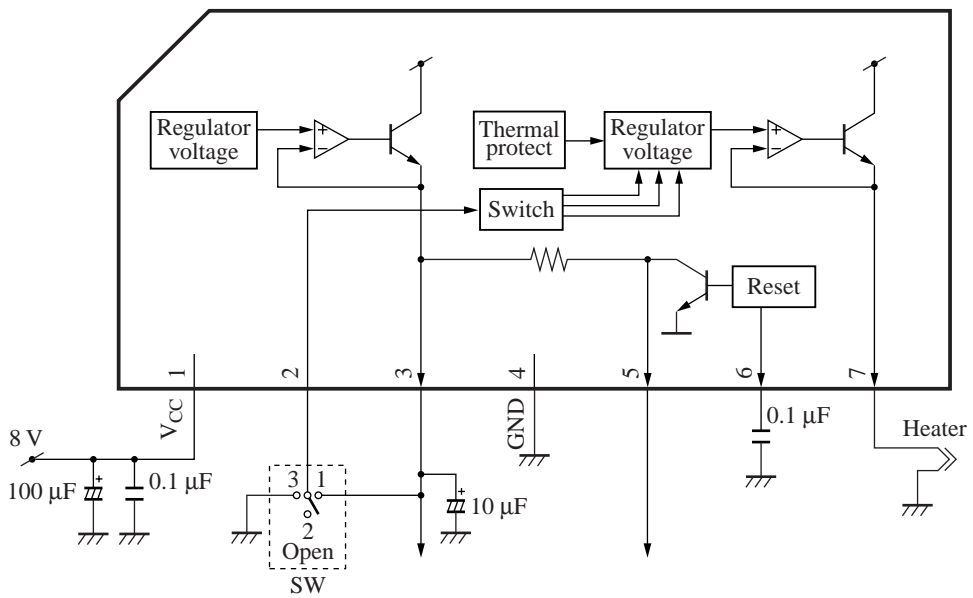 Regulator
voltage
+
−
Thermal
protect
Regulator
voltage
+
−
Switch
Reset
1
2
3
4
5
6
7
VCC
GND
8 V
100 µF
+
0.1 µF
3 1
2
Open
SW
+
10 µF
0.1 µF
Heater